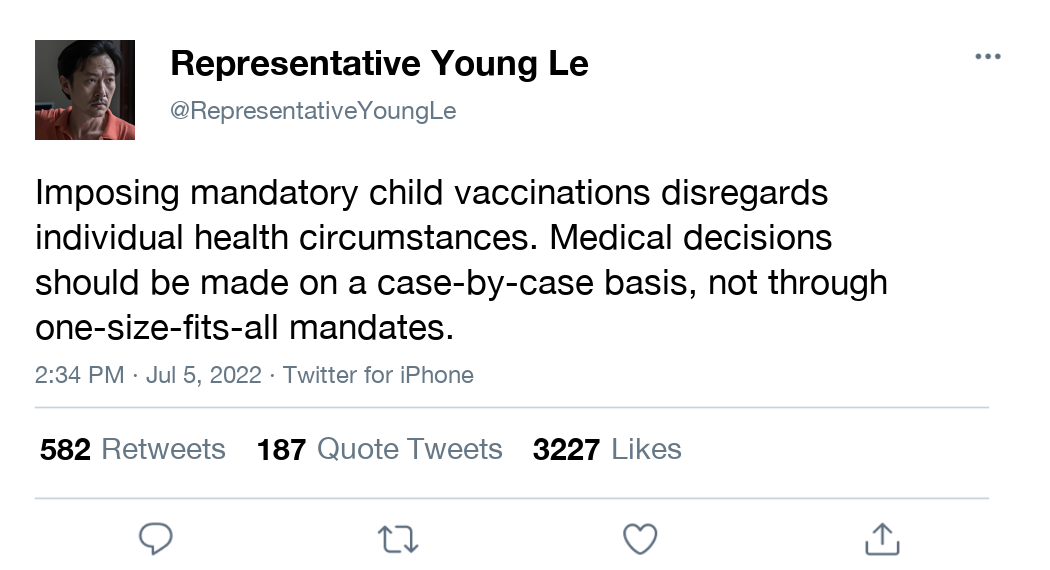 Representative Young Le
@RepresentativeYoungLe
Imposing mandatory child vaccinations disregards
individual health circumstances. Medical decisions
should be made on a case-by-case basis, not through
one-size-fits-all mandates.
2:34 PM · Jul 5, 2022 · Twitter for iPhone
582 Retweets 187 Quote Tweets 3227 Likes